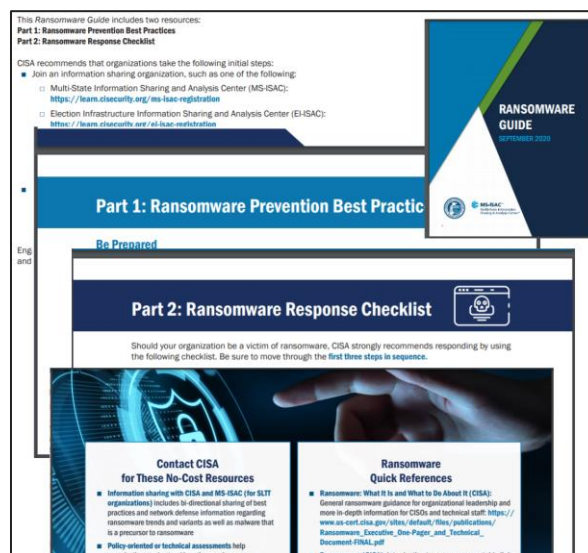 This Ransomware Guide includes two resources:
Part 1: Ransomware Prevention Best Practices
Part 2: Ransomware Response Checklist
CISA recommends that organizations take the following initial steps:
■ Join an information sharing organization, such as one of the following:
□ Multi-State Information Sharing and Analysis Center (MS-ISAC):
https://learn.cisecurity.org/ms-isac-registration
□ Election Infrastructure Information Sharing and Analysis Center (EI-ISAC):
https://learn.cisecurity.org/ei-isac-registration
RANSOMWARE
GUIDE
SEPTEMBER 2020
MS-ISAC
Part 1: Ransomware Prevention Best Practic
Be Prepared
Eng
and
Part 2: Ransomware Response Checklist
Should your organization be a victim of ransomware, CISA strongly recommends responding by using
the following checklist. Be sure to move through the first three steps in sequence.
Contact CISA
for These No-Cost Resources
■ Information sharing with CISA and MS-ISAC (for SLTT
organizations) includes bi-directional sharing of best
practices and network defense information regarding
ransomware trends and variants as well as malware that
is a precursor to ransomware
■ Policy-oriented or technical assessments help
Ransomware
Quick References
■ Ransomware: What It Is and What to Do About It (CISA):
General ransomware guidance for organizational leadership and
more in-depth information for CISOs and technical staff: https://
www.us-cert.cisa.gov/sites/default/files/publications/
Ransomware_Executive_One-Pager_and_Technical_
Document-FINAL.pdf